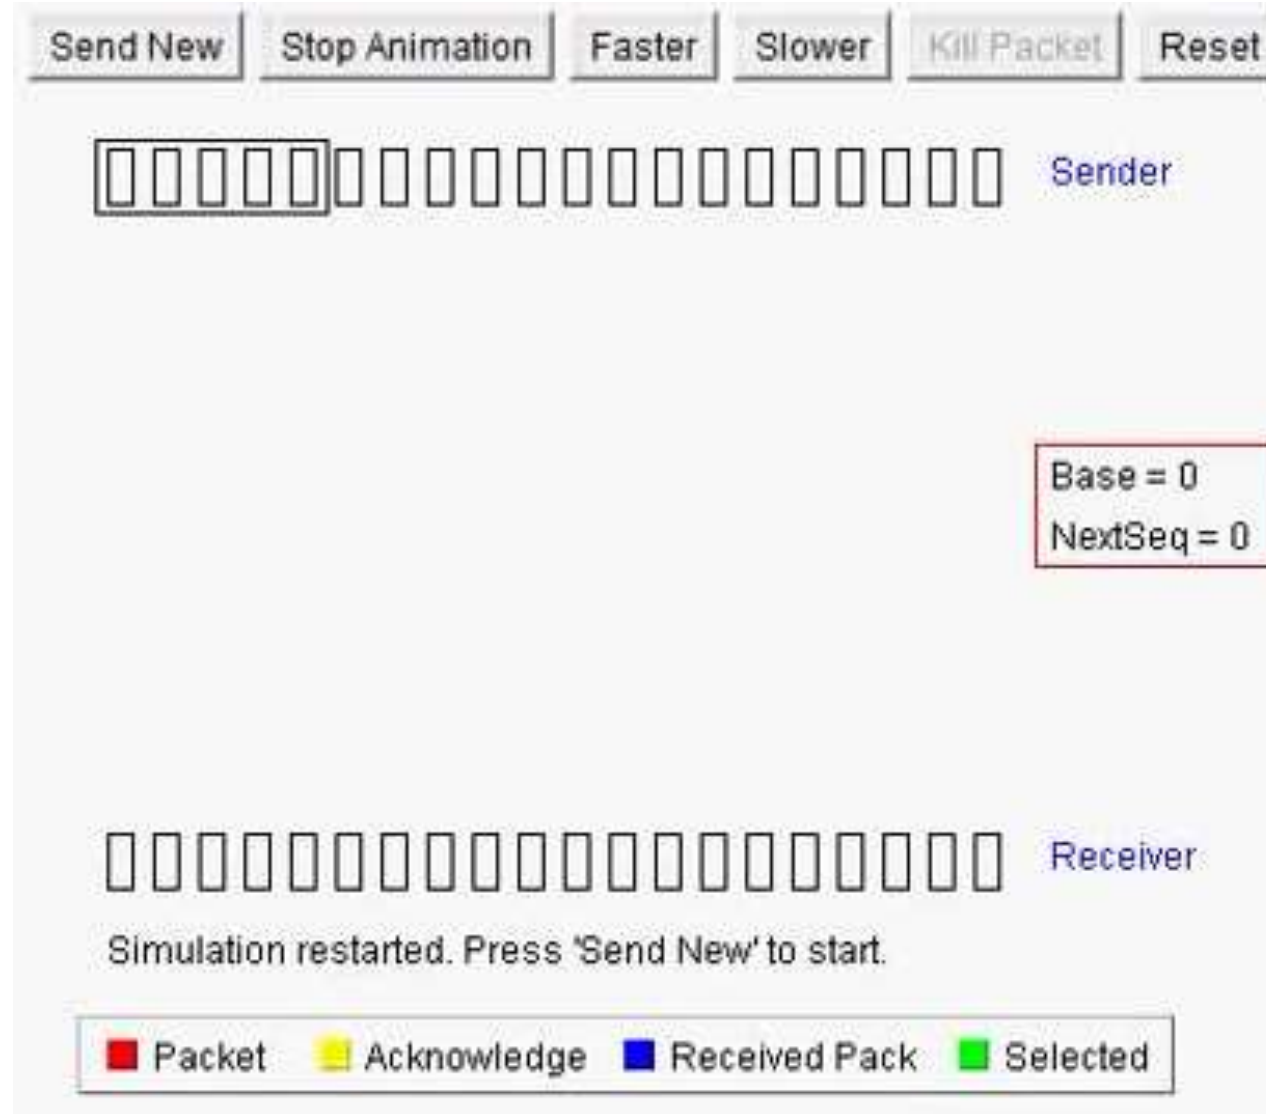 Send New Stop Animation Faster Slower Kill Packet Reset
Sender
Base = 0
NextSeq = 0
Receiver
Simulation restarted. Press 'Send New' to start.
Packet Acknowledge Received Pack Selected